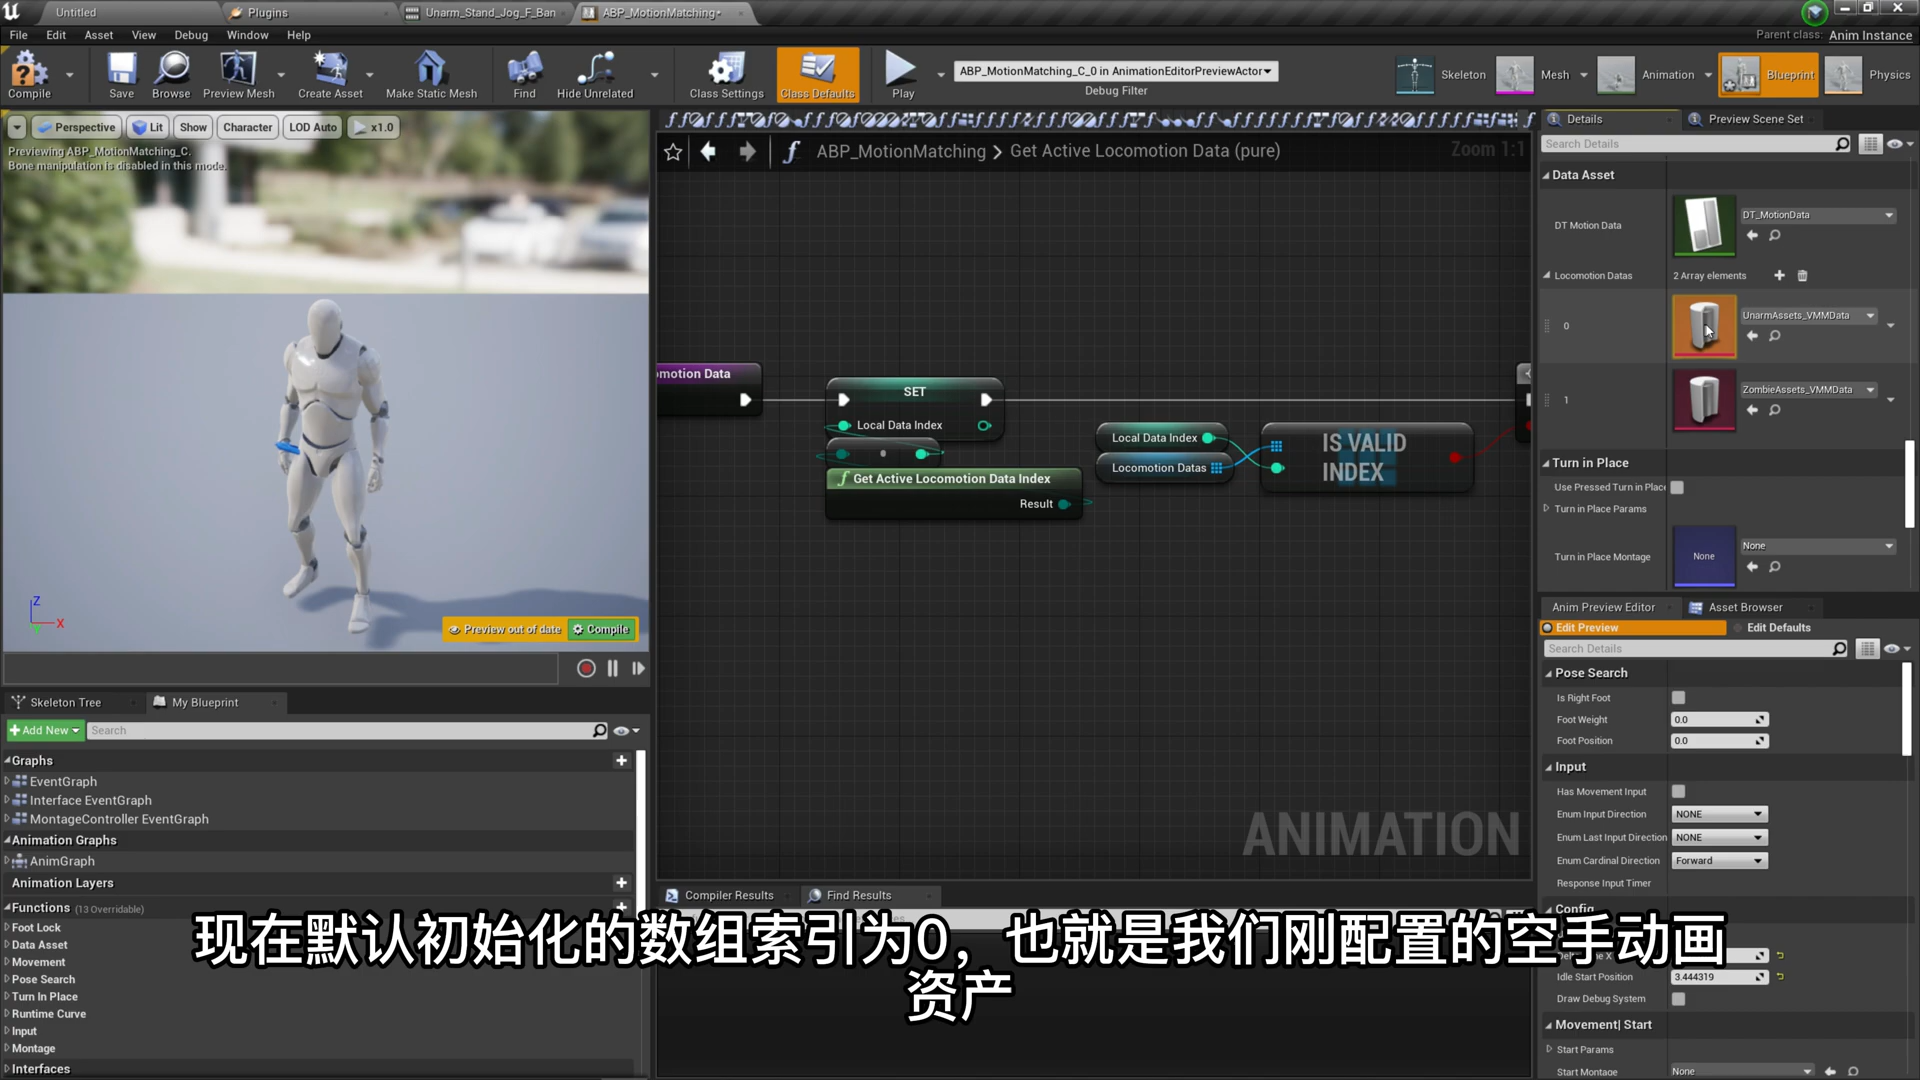 Untitled
Plugins
Unarm_Stand_Jog_F_Ban
ABP_MotionMatching*
File
Edit
Asset
View
Debug
Window
Help
Parent class: Anim Instance
Compile
Save
Browse
Preview Mesh
Create Asset
Make Static Mesh
Find
Hide Unrelated
Class Settings
Class Defaults
Play
ABP_MotionMatching_C_0 in AnimationEditorPreviewActor
Debug Filter
Skeleton
Mesh
Animation
Blueprint
Physics
Perspective
Lit
Show
Character
LOD Auto
x1.0
Previewing ABP_MotionMatching_C.
Bone manipulation is disabled in this mode.
Z
X
Preview out of date
Compile
ABP_MotionMatching > Get Active Locomotion Data (pure)
Zoom 1:1
omotion Data
SET
Local Data Index
Get Active Locomotion Data Index
Result
Local Data Index
Locomotion Datas
IS VALID
INDEX
ANIMATION
Details
Preview Scene Set
Search Details
Data Asset
DT Motion Data
DT_MotionData
Locomotion Datas
2 Array elements
0
UnarmAssets_VMMData
1
ZombieAssets_VMMData
Turn in Place
Use Pressed Turn in Place
Turn in Place Params
Turn in Place Montage
None
None
Anim Preview Editor
Asset Browser
Edit Preview
Edit Defaults
Search Details
Pose Search
Is Right Foot
Foot Weight
0.0
Foot Position
0.0
Input
Has Movement Input
Enum Input Direction
NONE
Enum Last Input Direction
NONE
Enum Cardinal Direction
Forward
Response Input Timer
Config
Idle Start Position
3.444319
Draw Debug System
Movement| Start
Start Params
Start Montage
None
Skeleton Tree
My Blueprint
Add New
Search
Graphs
EventGraph
Interface EventGraph
MontageController EventGraph
Animation Graphs
AnimGraph
Animation Layers
Functions (13 Overridable)
Foot Lock
Data Asset
Movement
Pose Search
Turn In Place
Runtime Curve
Input
Montage
Interfaces
Compiler Results
Find Results
现在默认初始化的数组索引为0，也就是我们刚配置的空手动画
资产